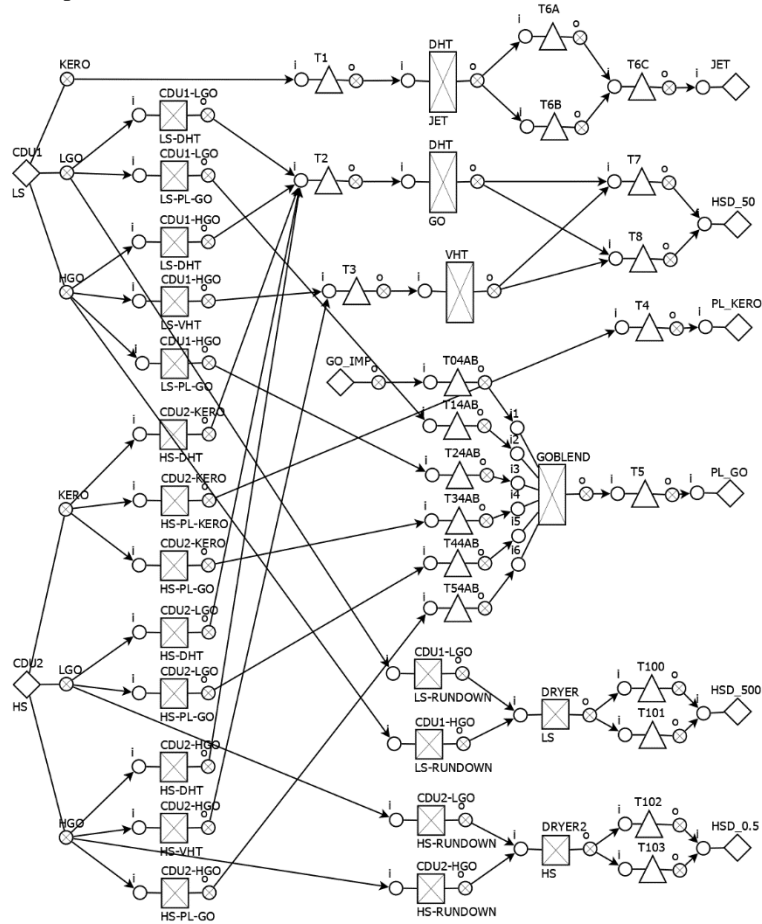 T6A
i
o
KERO
T1
i
o
DHT
i
o
JET
T6C
i
o
JET
i
T6B
i
o
CDU1-LGO
i
o
LS-DHT
CDU1
LS
LGO
CDU1-LGO
i
o
LS-PL-GO
T2
i
o
DHT
i
o
GO
T7
i
o
HSD_50
i
CDU1-HGO
i
o
LS-DHT
T8
i
o
HGO
CDU1-HGO
i
o
LS-VHT
T3
i
o
VHT
i
o
CDU1-HGO
i
o
LS-PL-GO
T4
i
o
PL_KERO
i
GO_IMP
o
T04AB
i
o
i1
CDU2-KERO
i
o
HS-DHT
T14AB
i
o
i2
GOBLEND
o
T24AB
i
o
i3
KERO
CDU2-KERO
i
o
HS-PL-KERO
T5
i
o
PL_GO
i
T34AB
i
o
i4
CDU2-KERO
i
o
HS-PL-GO
T44AB
i
o
i5
T54AB
i
o
i6
CDU2-LGO
i
o
HS-DHT
CDU2
HS
LGO
CDU2-LGO
i
o
HS-PL-GO
CDU1-LGO
i
o
LS-RUNDOWN
T100
i
o
DRYER
i
o
LS
HSD_500
i
CDU1-HGO
i
o
LS-RUNDOWN
T101
i
o
CDU2-HGO
i
o
HS-DHT
HGO
CDU2-HGO
i
o
HS-VHT
CDU2-LGO
i
o
HS-RUNDOWN
T102
i
o
DRYER2
i
o
HS
HSD_0.5
i
T103
i
o
CDU2-HGO
i
o
HS-PL-GO
CDU2-HGO
i
o
HS-RUNDOWN